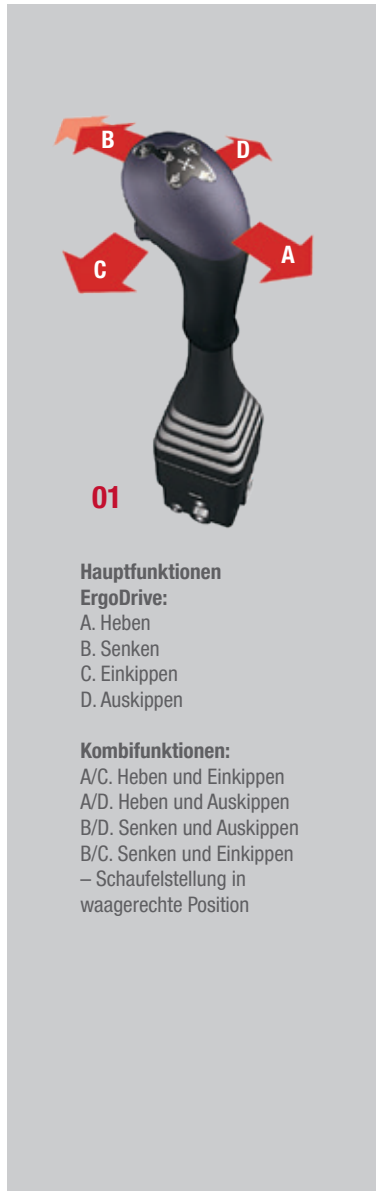 B
D
A
C
01
Hauptfunktionen
ErgoDrive:
A. Heben
B. Senken
C. Einkippen
D. Auskippen
Kombifunktionen:
A/C. Heben und Einkippen
A/D. Heben und Auskippen
B/D. Senken und Auskippen
B/C. Senken und Einkippen
– Schaufelstellung in
waagerechte Position